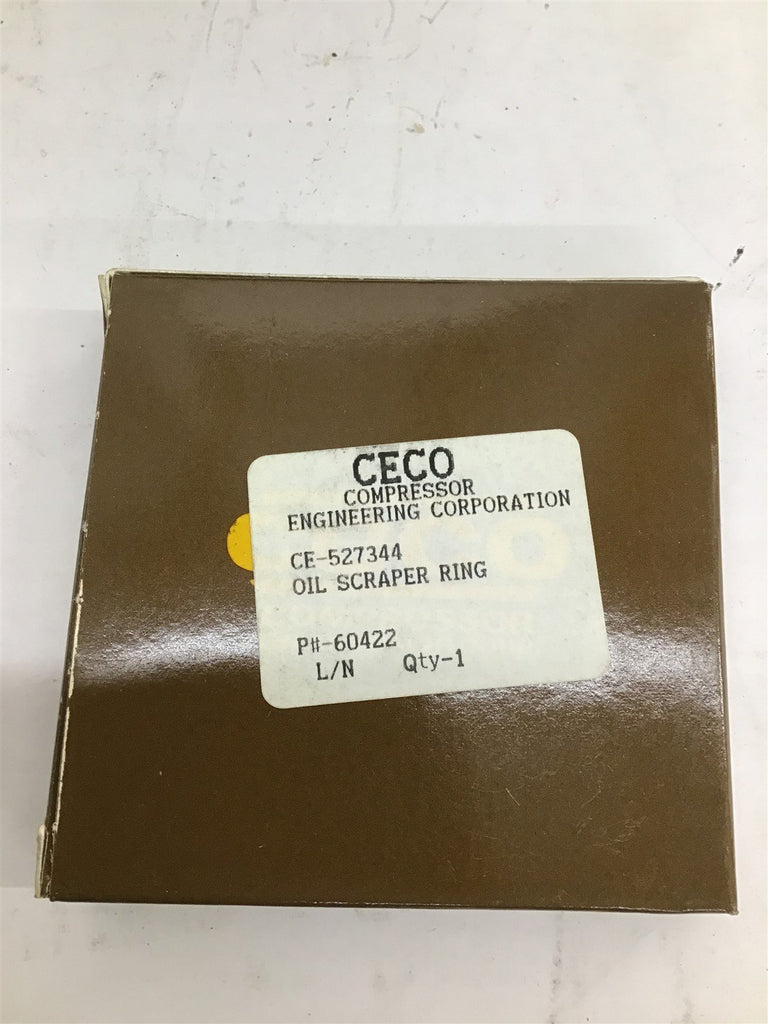 CECO
COMPRESSOR
ENGINEERING CORPORATION
CE-527344
OIL SCRAPER RING
P#-60422
L/N Qty-1